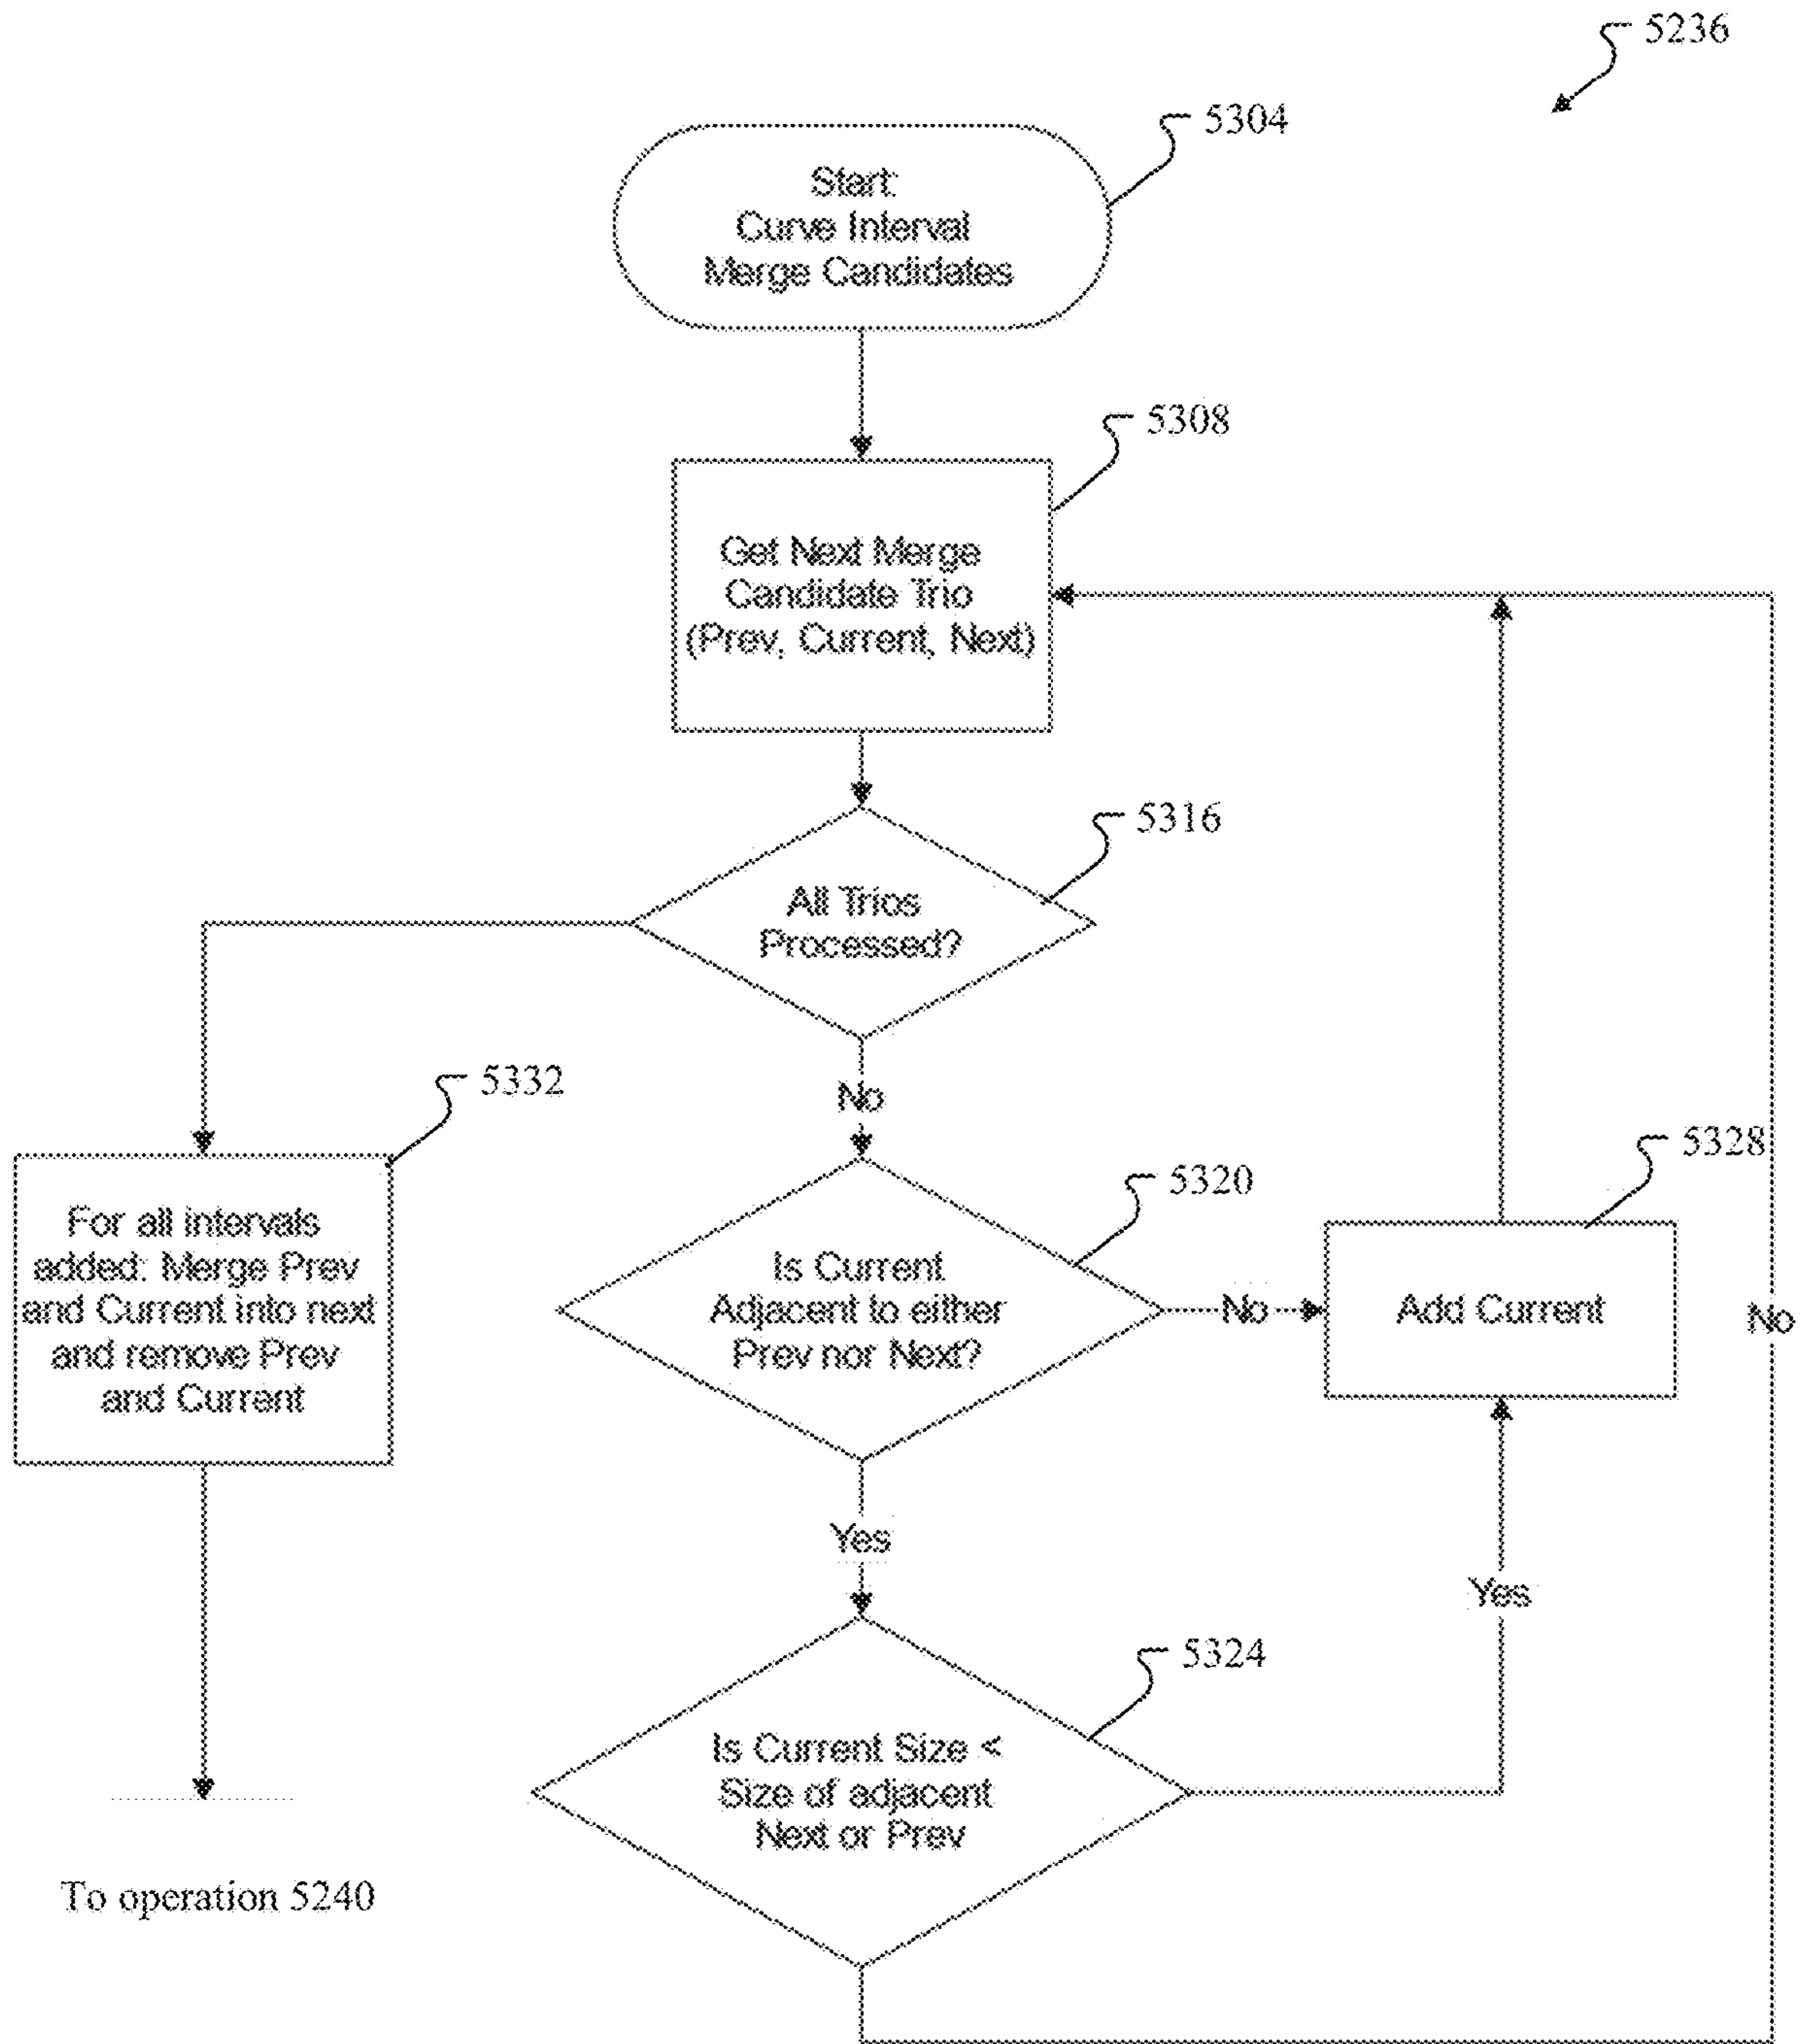 5236
5304
Start:
Curve Interval
Merge Candidates
5308
Get Next Merge
Candidate Trio
(Prev, Current, Next)
5316
All Trios
Processed?
No
5332
For all intervals
added: Merge Prev
and Current into next
and remove Prev
and Current
5320
Is Current
Adjacent to either
Prev nor Next?
No
5328
Add Current
No
Yes
Yes
5324
Is Current Size <
Size of adjacent
Next or Prev
To operation 5240